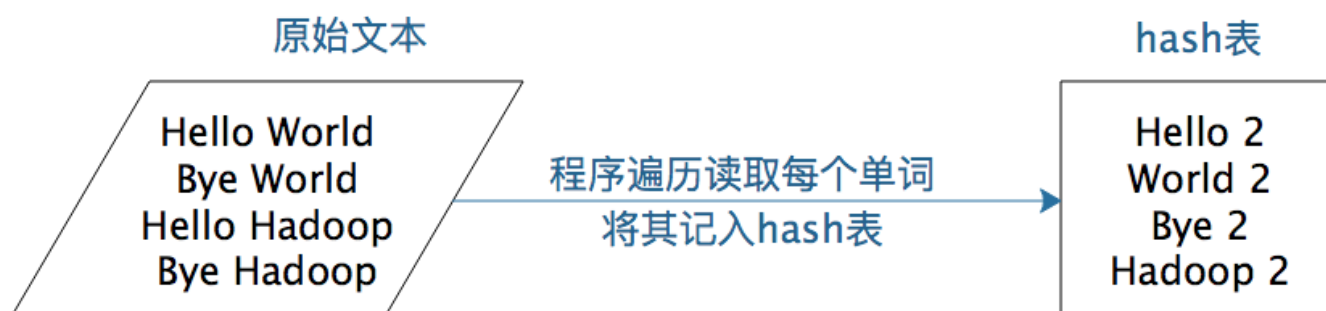 原始文本
Hello World
Bye World
Hello Hadoop
Bye Hadoop
程序遍历读取每个单词
将其记入hash表
hash表
Hello 2
World 2
Bye 2
Hadoop 2